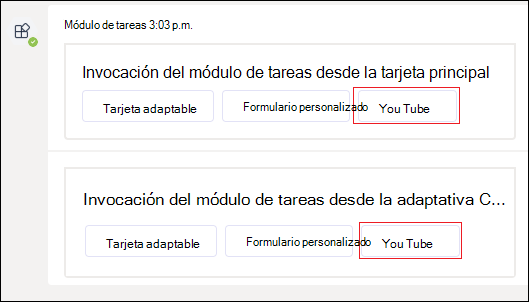 Módulo de tareas 3:03 p.m.
Invocación del módulo de tareas desde la tarjeta principal
Tarjeta adaptable Formulario personalizado You Tube
Invocación del módulo de tareas desde la adaptativa C...
Tarjeta adaptable Formulario personalizado You Tube